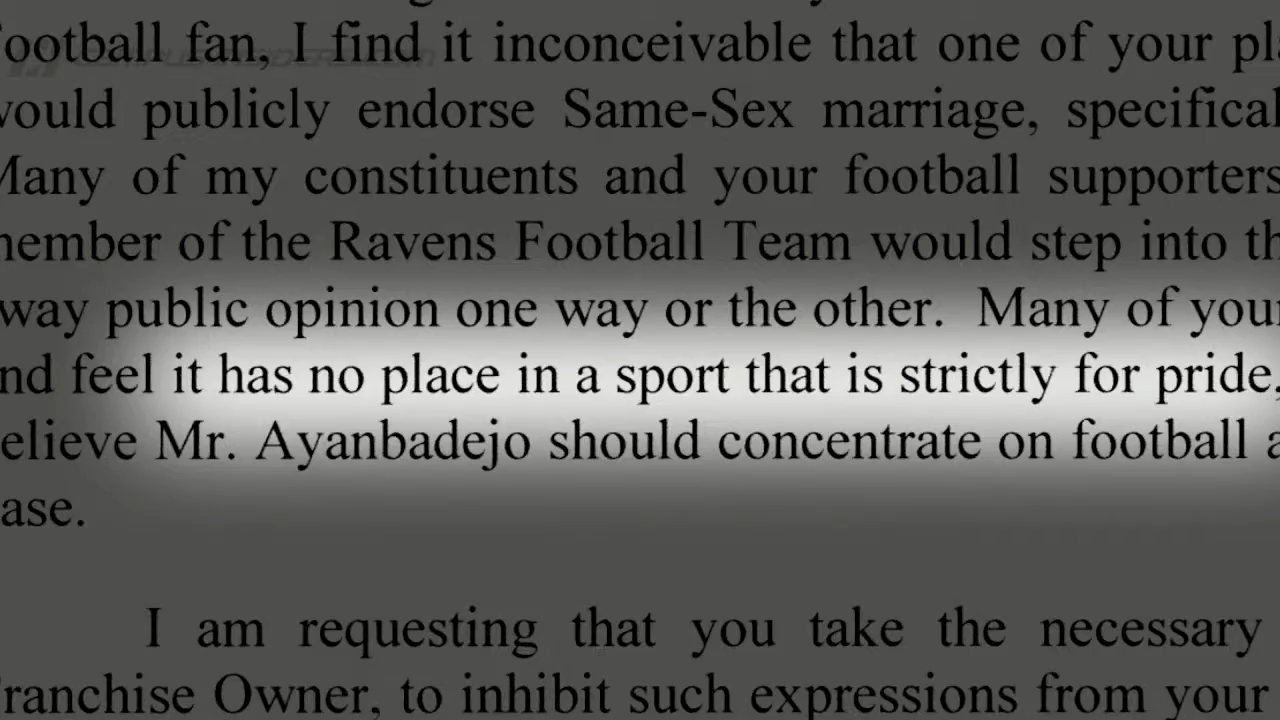 ootball fan, I find it inconceivable that one of your pl
would publicly endorse Same-Sex marriage, specifical
Many of my constituents and your football supporters
member of the Ravens Football Team would step into th
way public opinion one way or the other. Many of your
nd feel it has no place in a sport that is strictly for pride,
elieve Mr. Ayanbadejo should concentrate on football a
ase.
I am requesting that you take the necessary
ranchise Owner, to inhibit such expressions from your